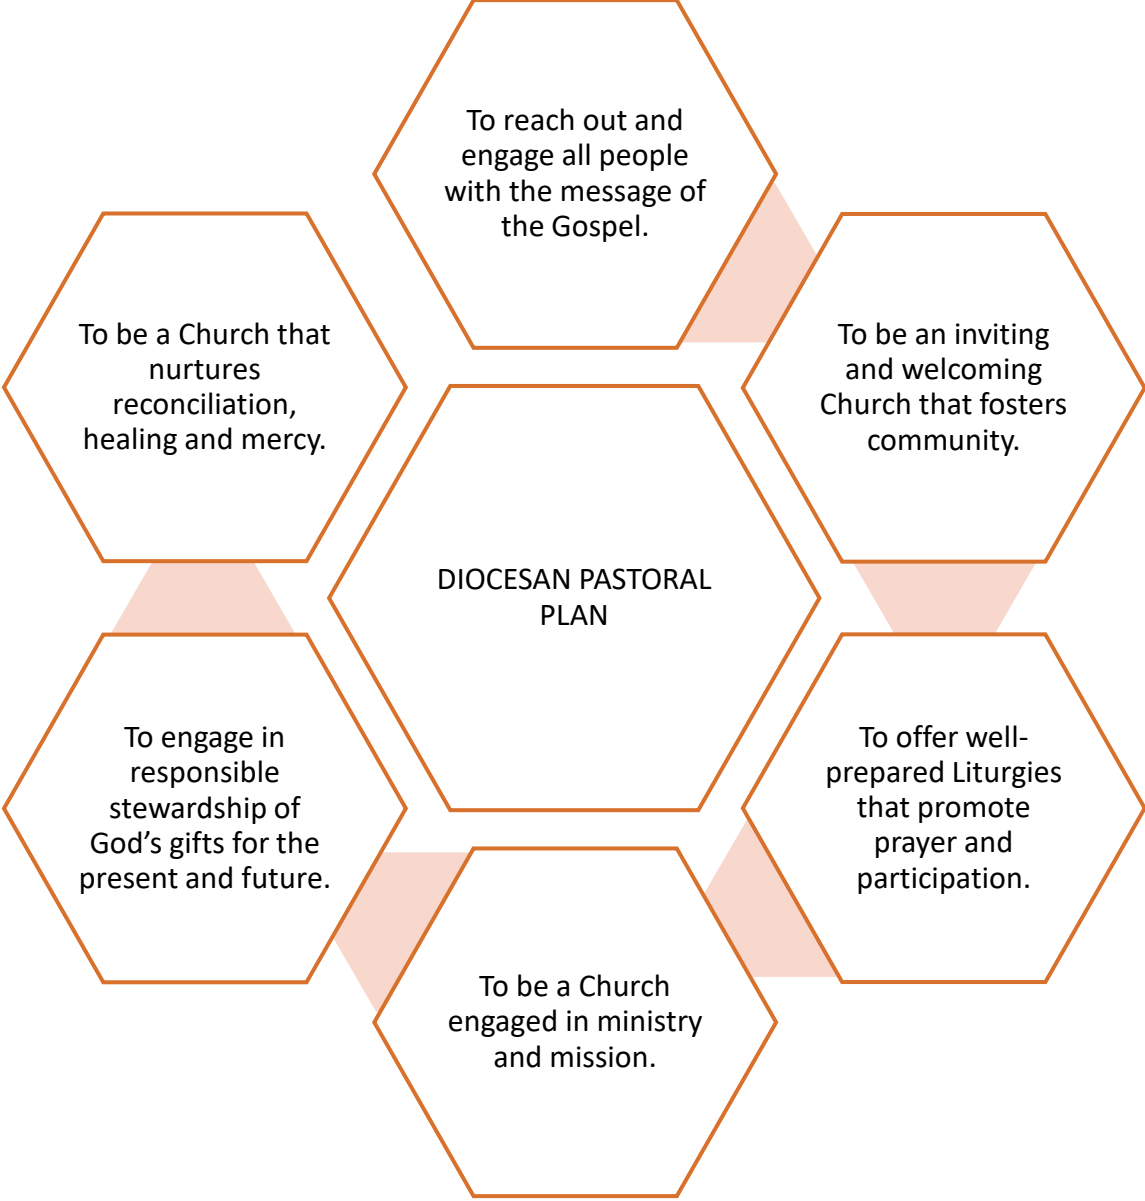 To reach out and
engage all people
with the message of
the Gospel.
To be an inviting
and welcoming
Church that fosters
community.
To offer well-
prepared Liturgies
that promote
prayer and
participation.
To be a Church
engaged in ministry
and mission.
To engage in
responsible
stewardship of
God’s gifts for the
present and future.
To be a Church that
nurtures
reconciliation,
healing and mercy.
DIOCESAN PASTORAL
PLAN